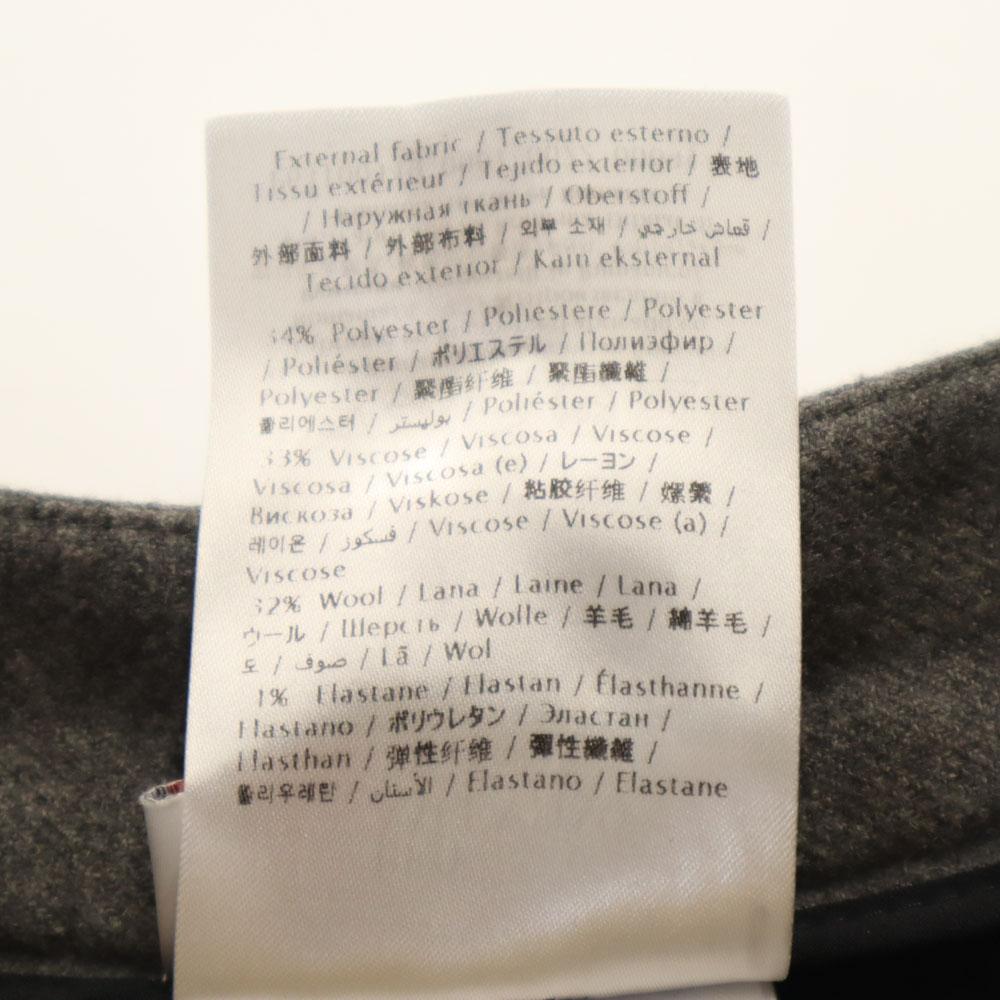 External fabric / Tessuto esterno /
Tissu extérieur / Tejido exterior / 表地
/ Наружная ткань / Oberstoff /
外部面料 / 外部布料 / 외부 소재 / قماش خارجي /
Tecido exterior / Kain eksternal
34% Polyester / Poliestere / Polyester
/ Poliéster / ポリエステル / Полиэфир /
Polyester / 聚酯纤维 / 聚酯纖維 /
폴리에스터 / بوليستر / Poliéster / Polyester
33% Viscose / Viscosa / Viscose /
Viscosa / Viscosa (e) / レーヨン /
Вискоза / Viskose / 粘胶纤维 / 嫘縈 /
레이온 / فسكوز / Viscose / Viscose (a) /
Viscose
32% Wool / Lana / Laine / Lana /
ウール / Шерсть / Wolle / 羊毛 / 綿羊毛 /
모 / صوف / Lã / Wol
1% Elastane / Elastan / Élasthanne /
Elastano / ポリウレタン / Эластан /
Elasthan / 弹性纤维 / 彈性纖維 /
폴리우레탄 / الأستان / Elastano / Elastane